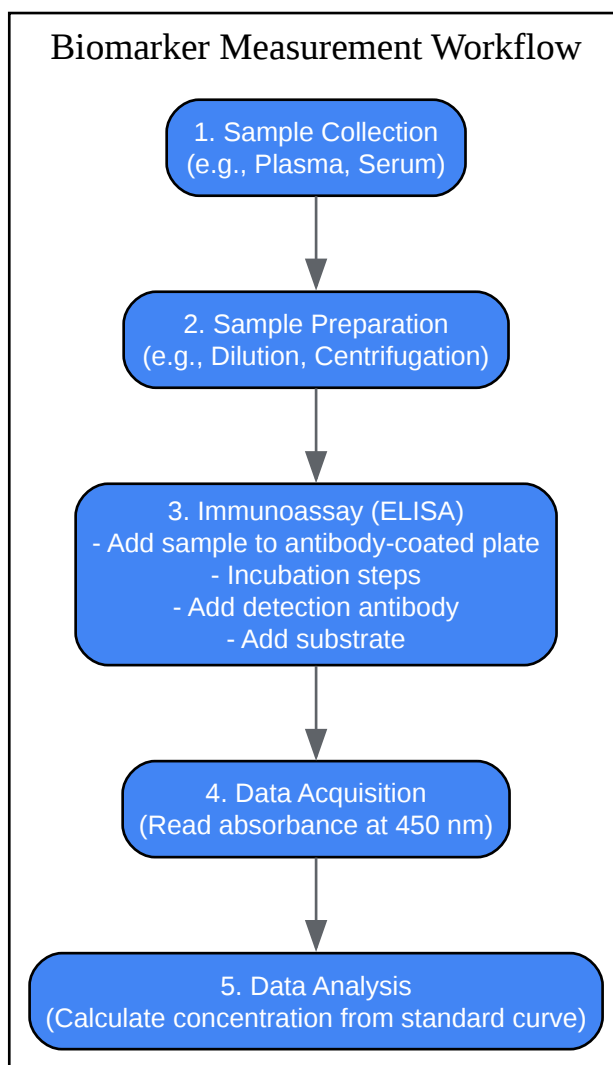 Biomarker Measurement Workflow
1. Sample Collection
(e.g., Plasma, Serum)
2. Sample Preparation
(e.g., Dilution, Centrifugation)
3. Immunoassay (ELISA)
- Add sample to antibody-coated plate
- Incubation steps
- Add detection antibody
- Add substrate
4. Data Acquisition
(Read absorbance at 450 nm)
5. Data Analysis
(Calculate concentration from standard curve)